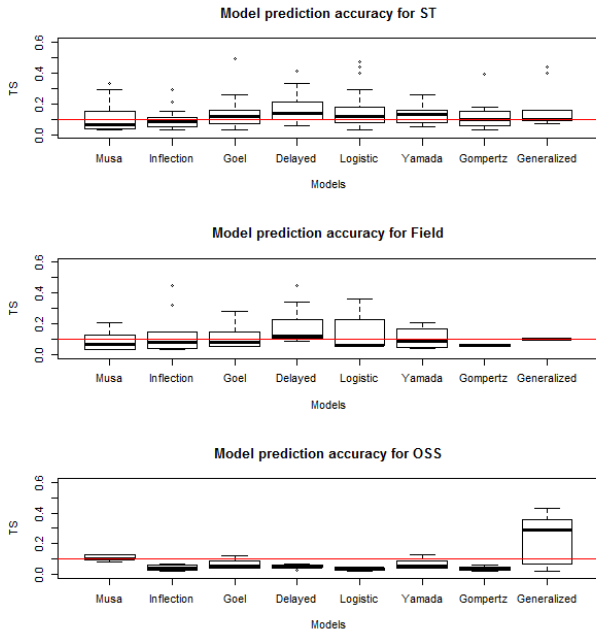 Model prediction accuracy for ST
TS
0.0 0.2 0.4 0.6
Musa Inflection Goel Delayed Logistic Yamada Gompertz Generalized
Models
Model prediction accuracy for Field
TS
0.0 0.2 0.4 0.6
Musa Inflection Goel Delayed Logistic Yamada Gompertz Generalized
Models
Model prediction accuracy for OSS
TS
0.0 0.2 0.4 0.6
Musa Inflection Goel Delayed Logistic Yamada Gompertz Generalized
Models